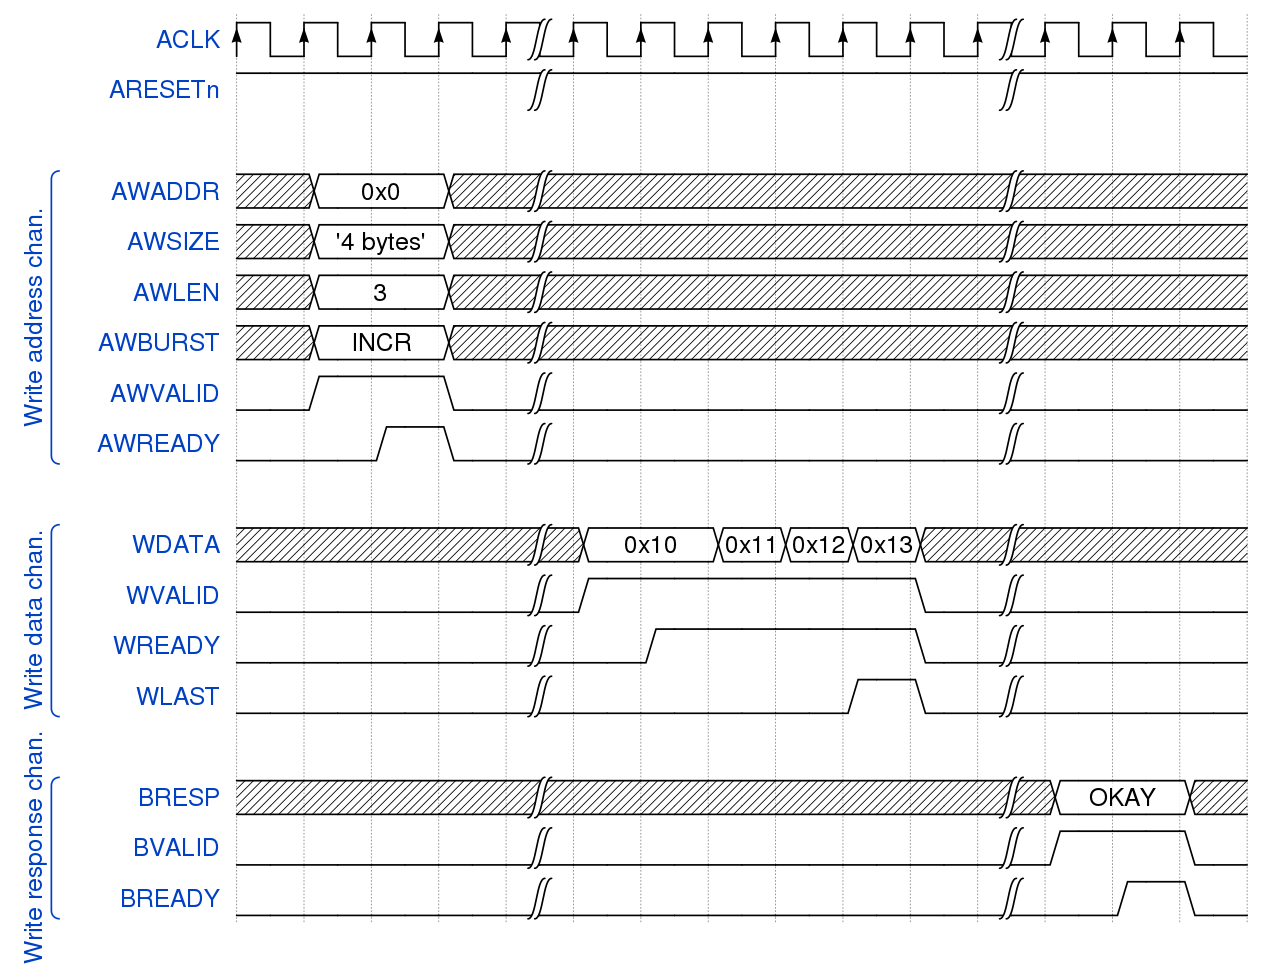 ACLK
ARESETn
Write address chan.
AWADDR 0x0
AWSIZE '4 bytes'
AWLEN 3
AWBURST INCR
AWVALID
AWREADY
Write data chan.
WDATA 0x10 0x11 0x12 0x13
WVALID
WREADY
WLAST
Write response chan.
BRESP OKAY
BVALID
BREADY